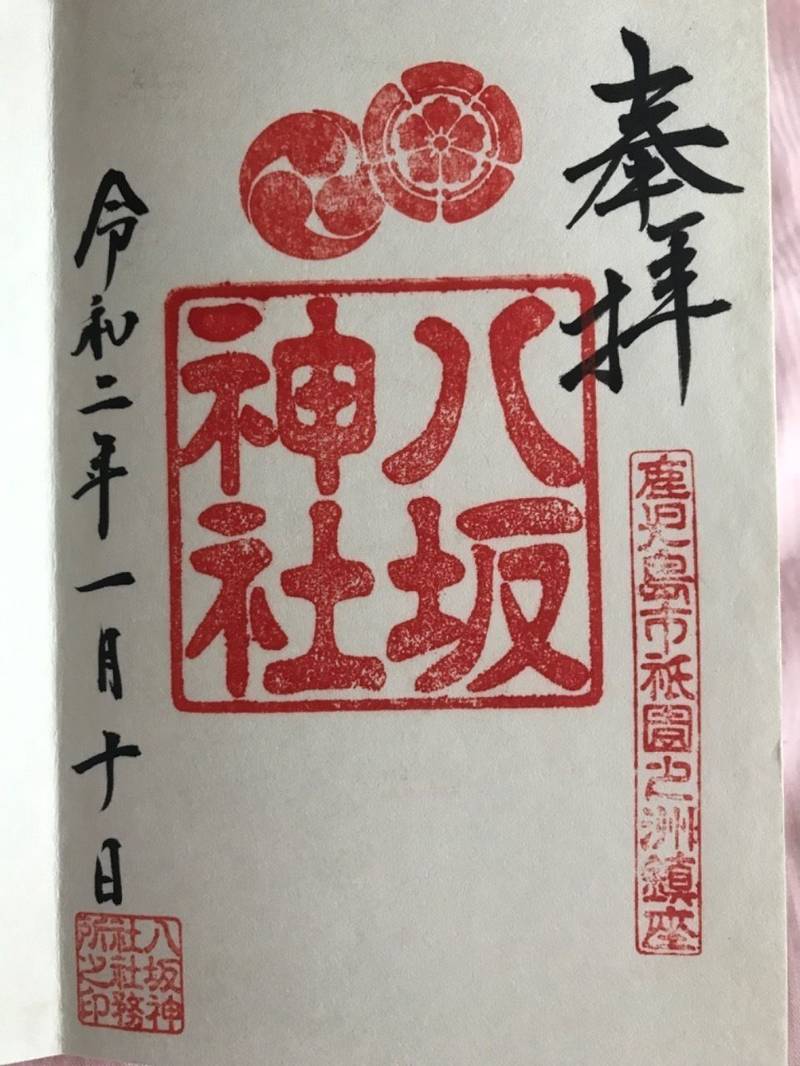 奉拝
鹿児島市祇園之洲鎮座
八坂
神社
令和二年一月十日
八坂神
社社務
所之印